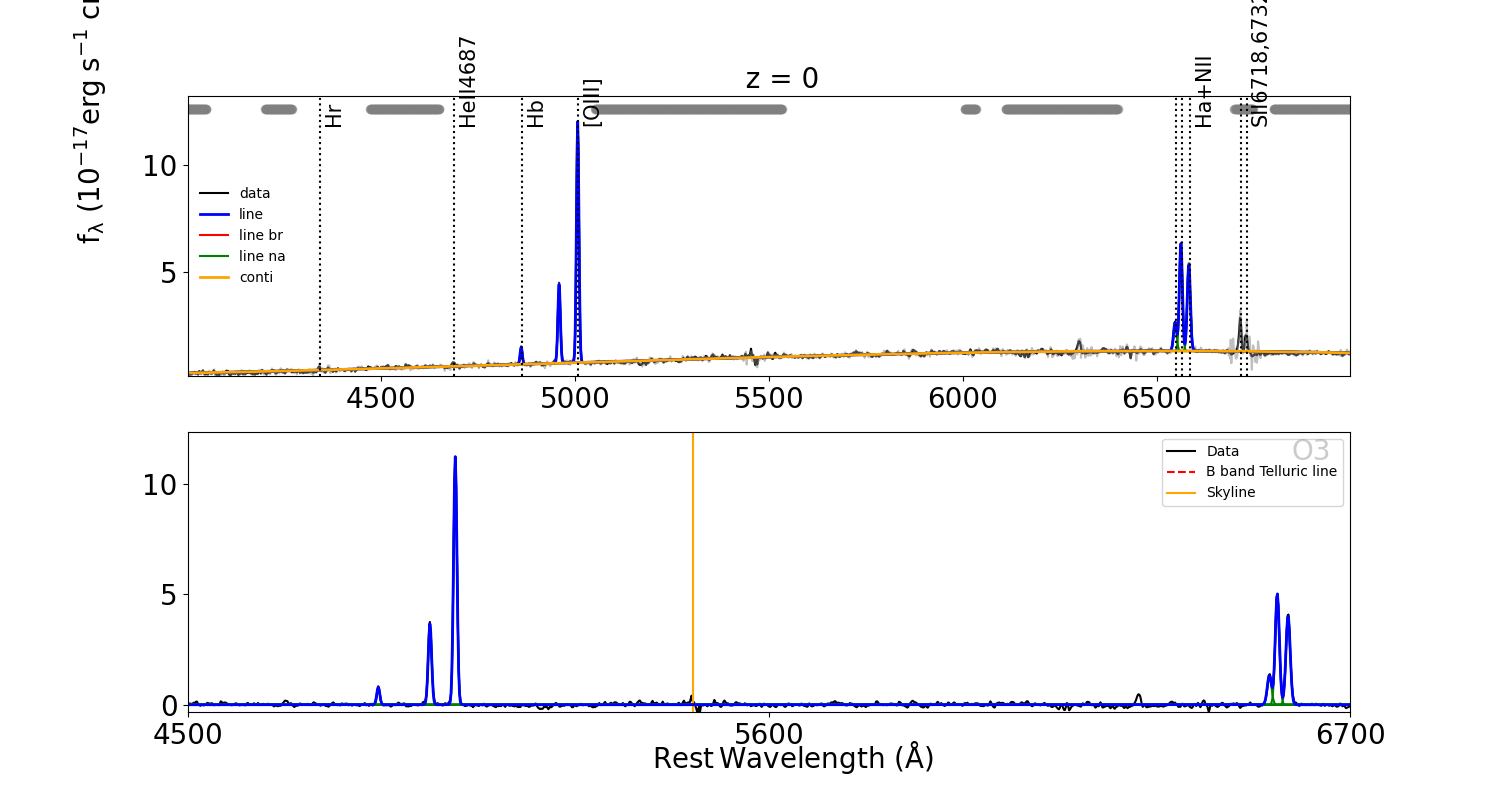 z = 0
f_λ (10^−17 erg s^−1
Hr
HeII4687
Hb
[OIII]
Ha+NII
SII6718,6732
10
5
data
line
line br
line na
conti
4500 5000 5500 6000 6500
O3
Data
B band Telluric line
Skyline
10
5
0
4500 5600 6700
Rest Wavelength (Å)